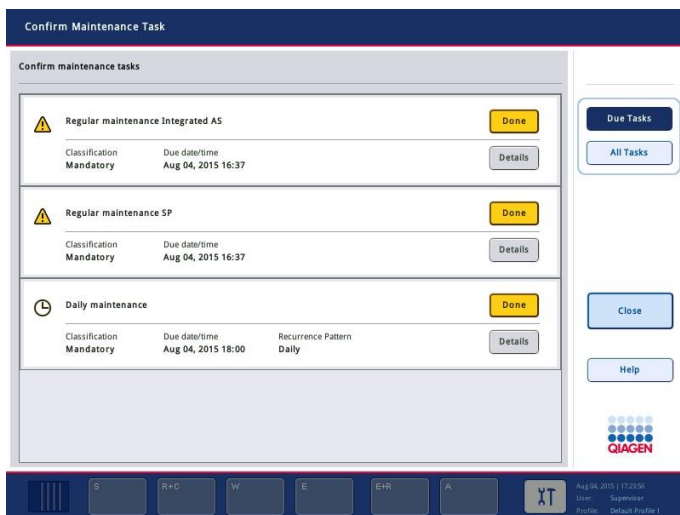 Confirm Maintenance Task
Confirm maintenance tasks
Regular maintenance Integrated AS
Done
Classification
Due date/time
Mandatory
Aug 04, 2015 16:37
Details
Regular maintenance SP
Done
Classification
Due date/time
Mandatory
Aug 04, 2015 16:37
Details
Daily maintenance
Done
Classification
Due date/time
Recurrence Pattern
Mandatory
Aug 04, 2015 18:00
Daily
Details
Due Tasks
All Tasks
Close
Help
QIAGEN
S
R+C
W
E
E+R
A
Aug 04, 2015 | 17:23:56
User: Supervisor
Profile: Default Profile 1